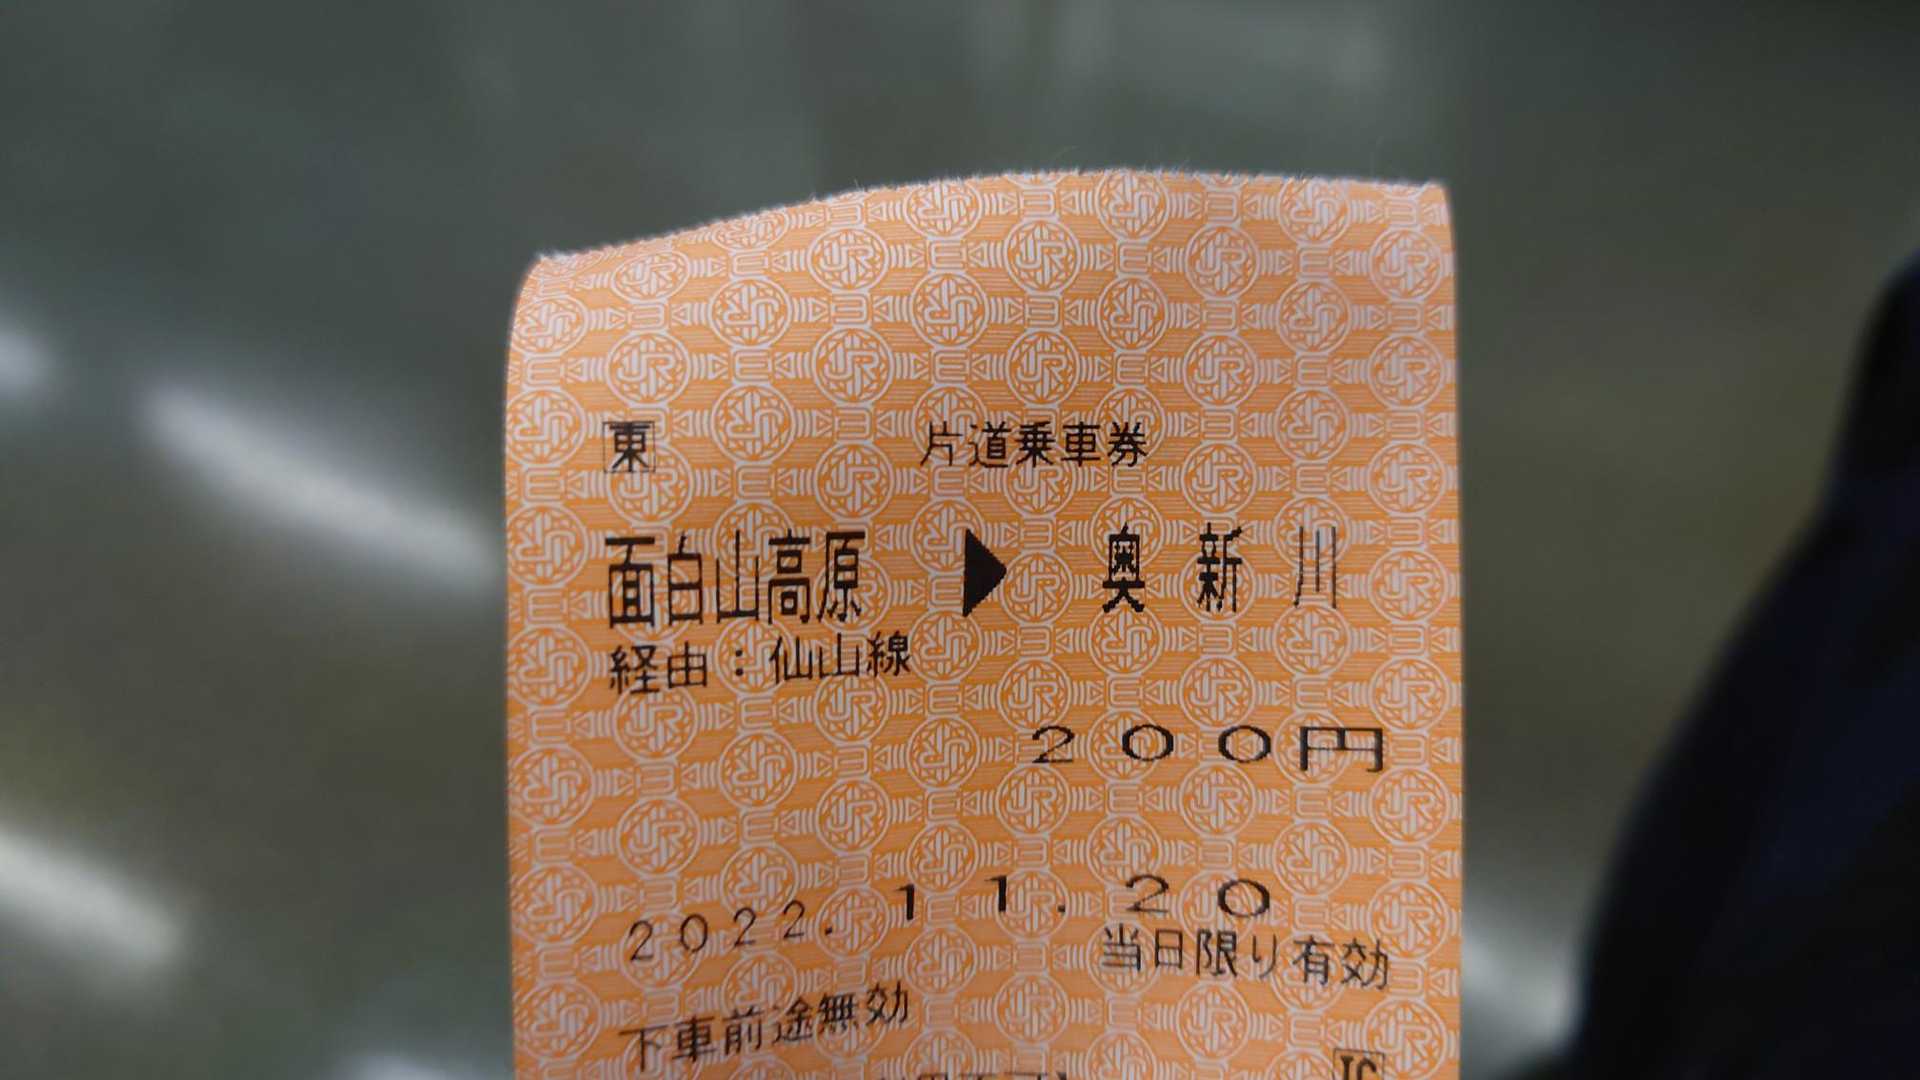 東 片道乗車券
面白山高原 ▶ 奥新川
経由:仙山線
200円
2022.11.20
当日限り有効
下車前途無効